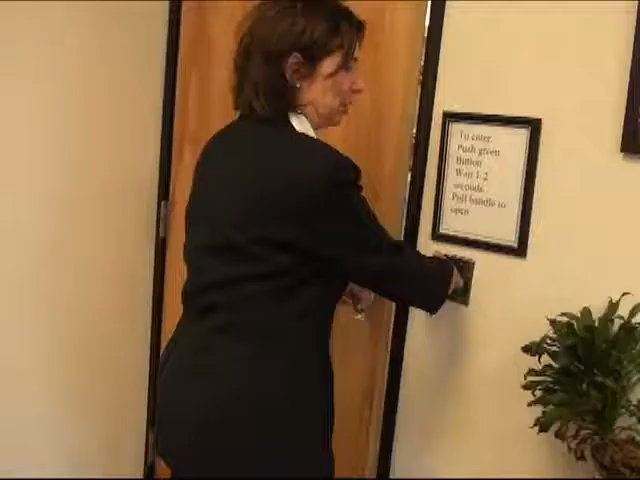 To enter
Push green
Button
Wait 1-2
seconds
Pull handle to
open